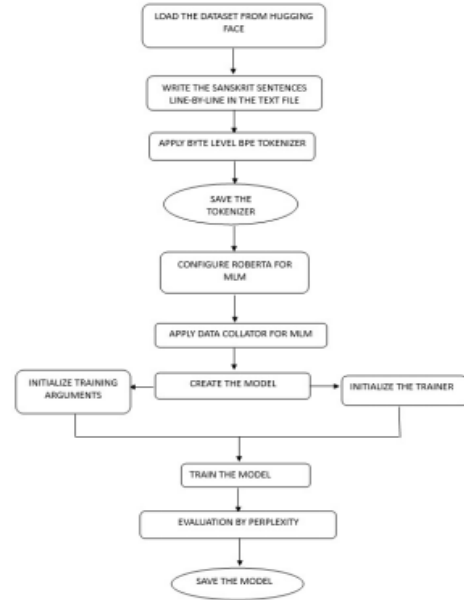 LOAD THE DATASET FROM HUGGING
FACE
WRITE THE SANSKRIT SENTENCES
LINE-BY-LINE IN THE TEXT FILE
APPLY BYTE LEVEL BPE TOKENIZER
SAVE THE
TOKENIZER
CONFIGURE ROBERTA FOR
MLM
APPLY DATA COLLATOR FOR MLM
INITIALIZE TRAINING
ARGUMENTS
CREATE THE MODEL
INITIALIZE THE TRAINER
TRAIN THE MODEL
EVALUATION BY PERPLEXITY
SAVE THE MODEL